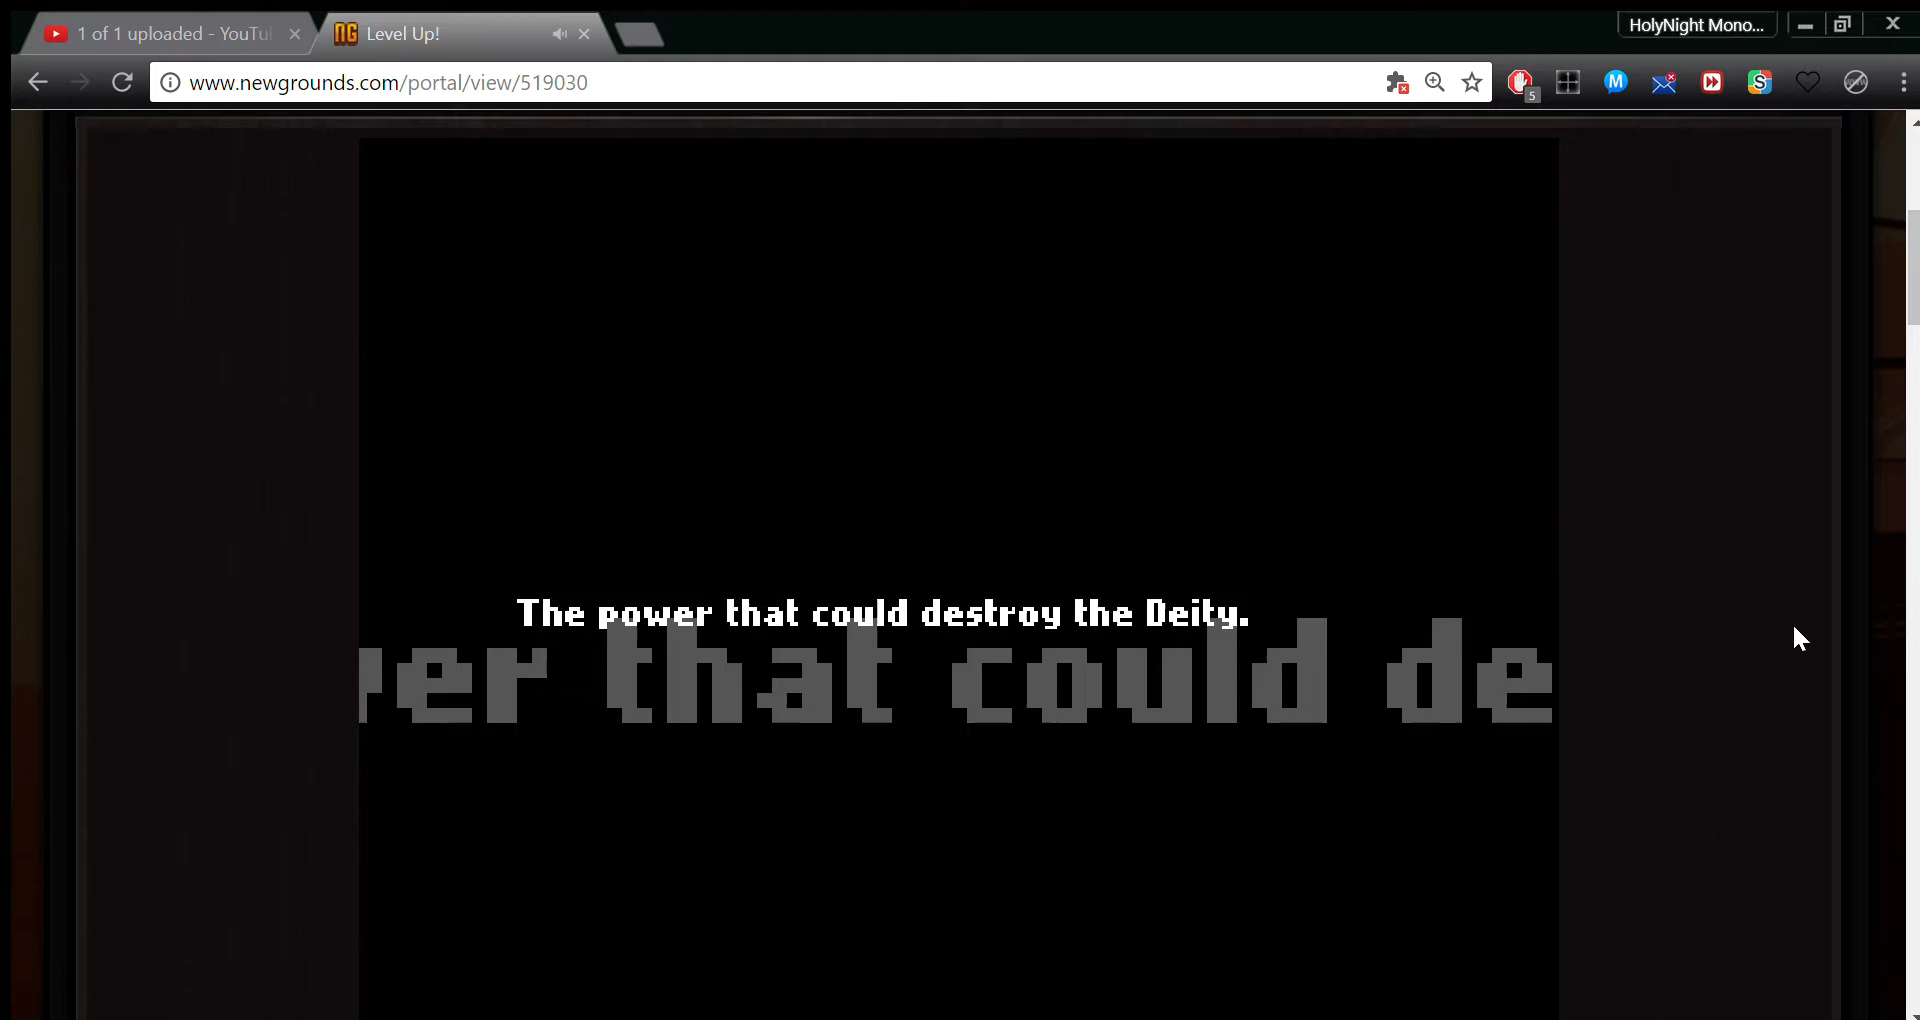 1 of 1 uploaded - YouTu
NG Level Up!
HolyNight Mono...
www.newgrounds.com/portal/view/519030
5
M
S
The power that could destroy the Deity.
er that could de